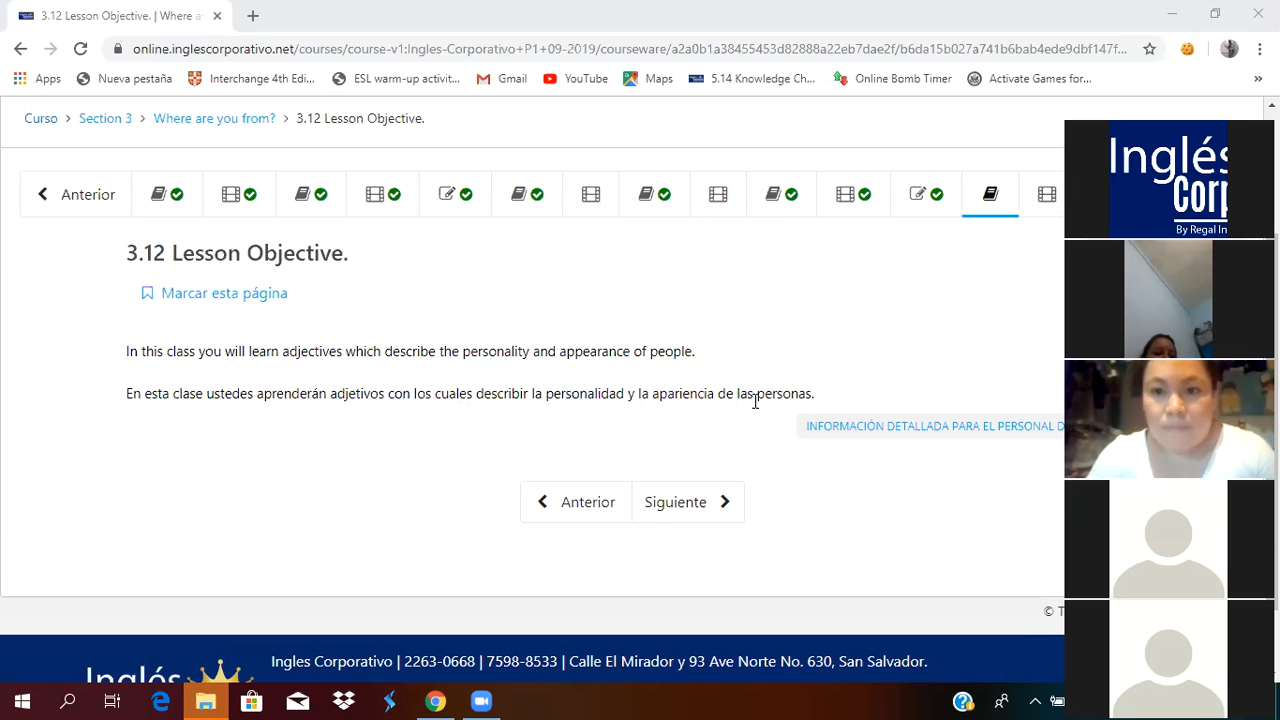 3.12 Lesson Objective. | Where a
online.inglescorporativo.net/courses/course-v1:Ingles-Corporativo+P1+09-2019/courseware/a2a0b1a38455453d82888a22eb7dae2f/b6da15b027a741b6bab4ede9dbf147f...
Apps Nueva pestaña Interchange 4th Edi... ESL warm-up activit... Gmail YouTube Maps 5.14 Knowledge Ch... Online Bomb Timer Activate Games for... »
Curso > Section 3 > Where are you from? > 3.12 Lesson Objective.
Anterior
3.12 Lesson Objective.
Marcar esta página
In this class you will learn adjectives which describe the personality and appearance of people.
En esta clase ustedes aprenderán adjetivos con los cuales describir la personalidad y la apariencia de las personas.
INFORMACIÓN DETALLADA PARA EL PERSONAL D
Anterior Siguiente
© T
Inglés
Ingles Corporativo | 2263-0668 | 7598-8533 | Calle El Mirador y 93 Ave Norte No. 630, San Salvador.
Inglés
Corp
By Regal In